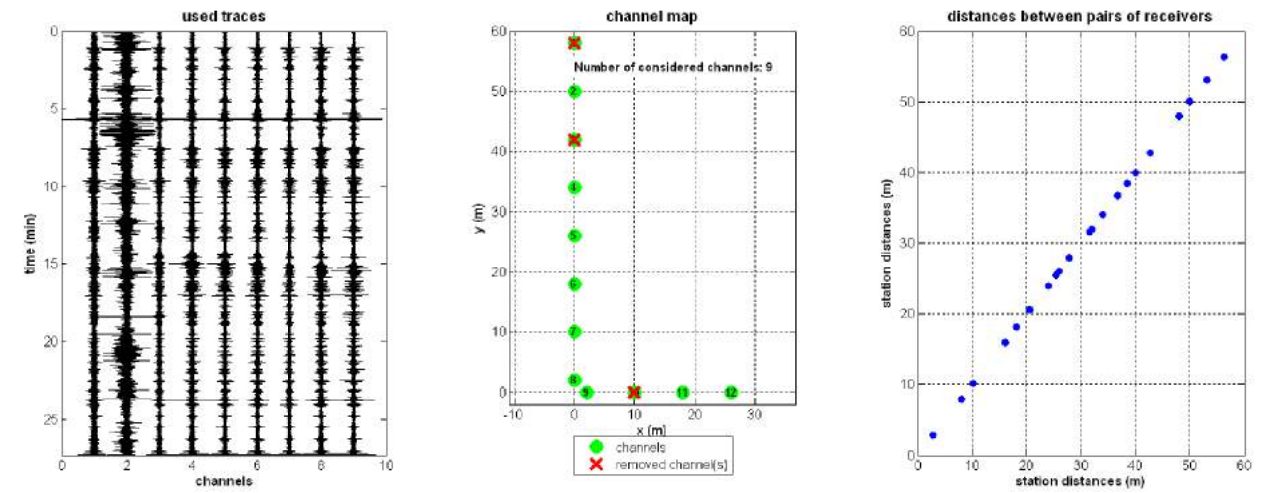 used traces
0
5
10
15
20
25
time (min)
0 2 4 6 8 10
channels
channel map
60
50
40
30
20
10
0
y (m)
Number of considered channels: 9
2
4
5
6
7
8
9
11
12
-10 0 10 20 30
x (m)
channels
removed channel(s)
distances between pairs of receivers
60
50
40
30
20
10
0
station distances (m)
0 10 20 30 40 50 60
station distances (m)